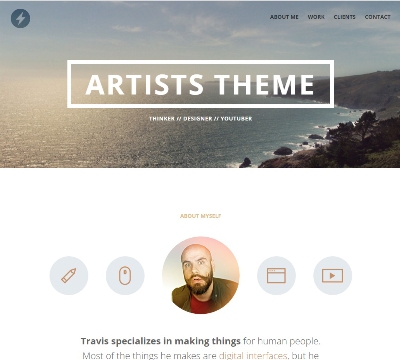 ABOUT ME WORK CLIENTS CONTACT
ARTISTS THEME
THINKER // DESIGNER // YOUTUBER
ABOUT MYSELF
Travis specializes in making things for human people.
Most of the things he makes are digital interfaces, but he